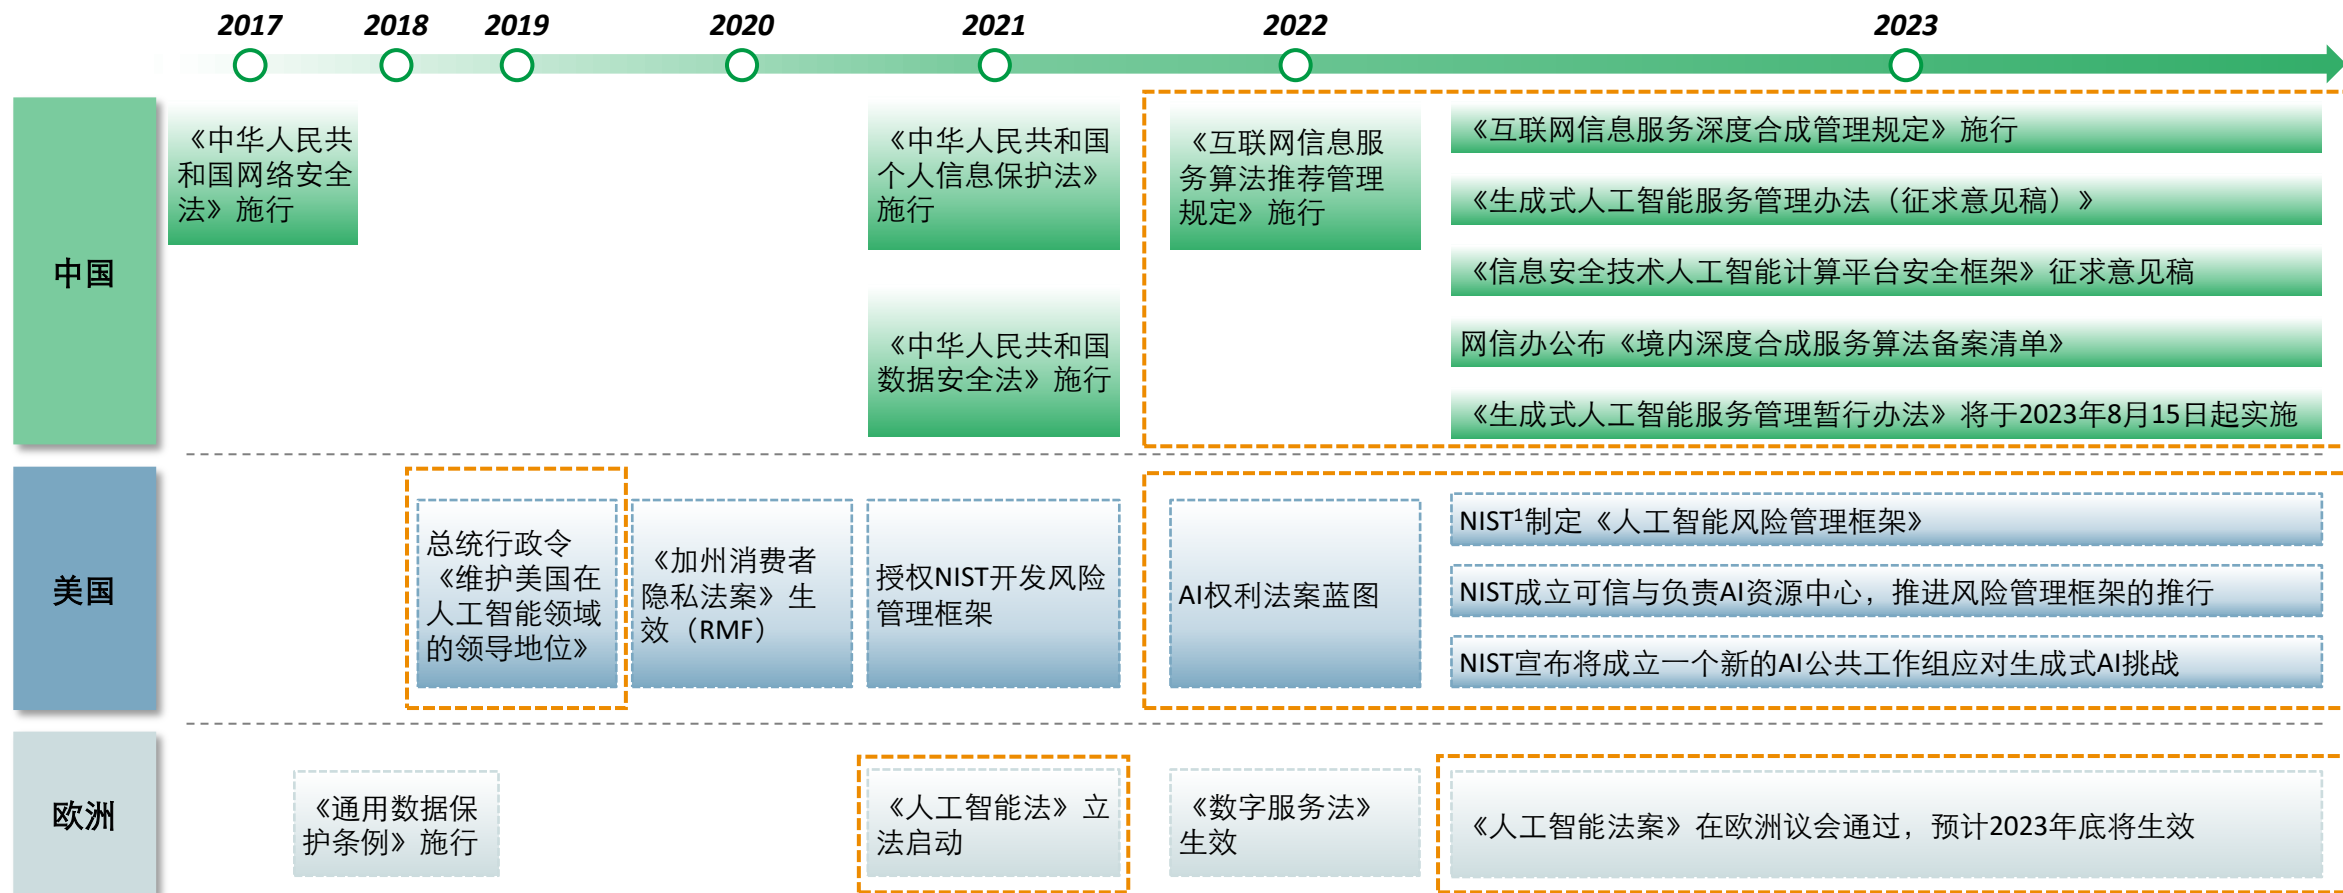 2017
2018
2019
2020
2021
2022
2023
中国
《中华人民共
和国网络安全
法》施行
《中华人民共和国
个人信息保护法》
施行
《中华人民共和国
数据安全法》施行
《互联网信息服
务算法推荐管理
规定》施行
《互联网信息服务深度合成管理规定》施行
《生成式人工智能服务管理办法（征求意见稿）》
《信息安全技术人工智能计算平台安全框架》征求意见稿
网信办公布《境内深度合成服务算法备案清单》
《生成式人工智能服务管理暂行办法》将于2023年8月15日起实施
美国
总统行政令
《维护美国在
人工智能领域
的领导地位》
《加州消费者
隐私法案》生
效（RMF）
授权NIST开发风险
管理框架
AI权利法案蓝图
NIST¹制定《人工智能风险管理框架》
NIST成立可信与负责AI资源中心，推进风险管理框架的推行
NIST宣布将成立一个新的AI公共工作组应对生成式AI挑战
欧洲
《通用数据保
护条例》施行
《人工智能法》立
法启动
《数字服务法》
生效
《人工智能法案》在欧洲议会通过，预计2023年底将生效